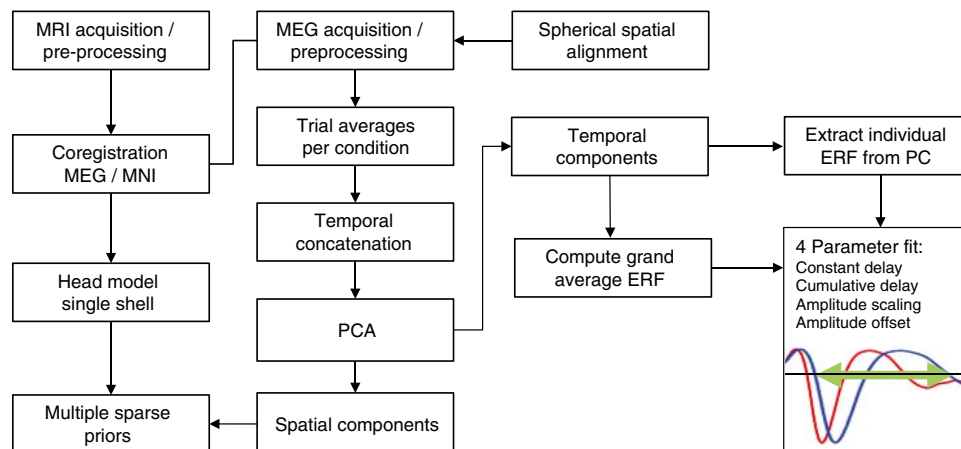 MRI acquisition /
pre-processing
MEG acquisition /
preprocessing
Spherical spatial
alignment
Coregistration
MEG / MNI
Trial averages
per condition
Temporal
components
Extract individual
ERF from PC
Temporal
concatenation
Head model
single shell
Compute grand
average ERF
4 Parameter fit:
Constant delay
Cumulative delay
Amplitude scaling
Amplitude offset
PCA
Multiple sparse
priors
Spatial components